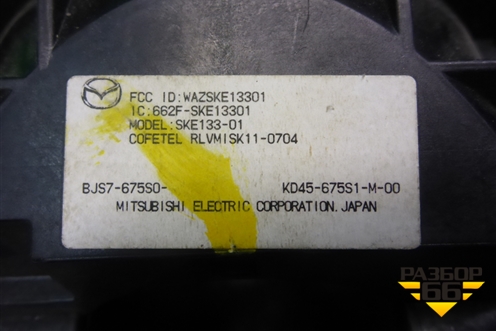 FCC ID:WAZSKE13301
IC:662F-SKE13301
MODEL:SKE133-01
COFETEL RLVMISK11-0704
BJS7-675S0- KD45-675S1-M-00
MITSUBISHI ELECTRIC CORPORATION.JAPAN
РАЗБОР
66